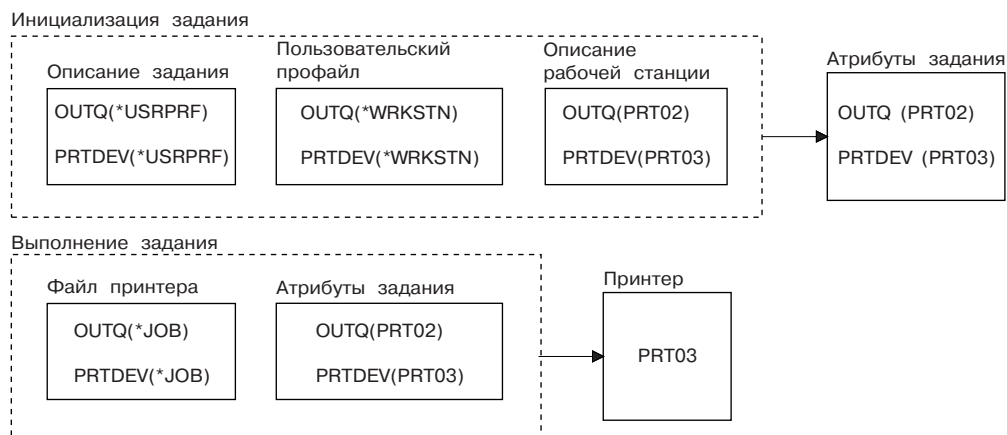 Инициализация задания
Описание задания
OUTQ(*USRPRF)
PRTDEV(*USRPRF)
Пользовательский
профайл
OUTQ(*WRKSTN)
PRTDEV(*WRKSTN)
Описание
рабочей станции
OUTQ(PRT02)
PRTDEV(PRT03)
Атрибуты задания
OUTQ (PRT02)
PRTDEV (PRT03)
Выполнение задания
Файл принтера
OUTQ(*JOB)
PRTDEV(*JOB)
Атрибуты задания
OUTQ(PRT02)
PRTDEV(PRT03)
Принтер
PRT03